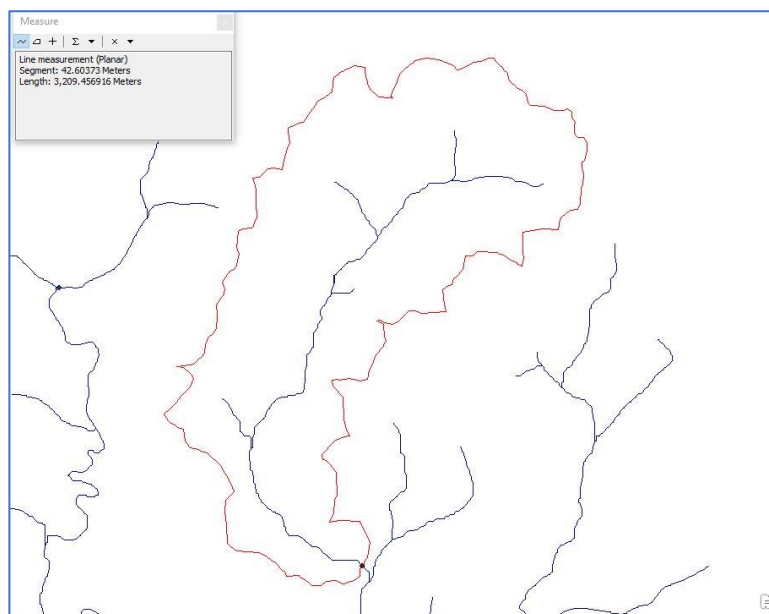 Measure
Line measurement (Planar)
Segment: 42.60373 Meters
Length: 3,209.456916 Meters